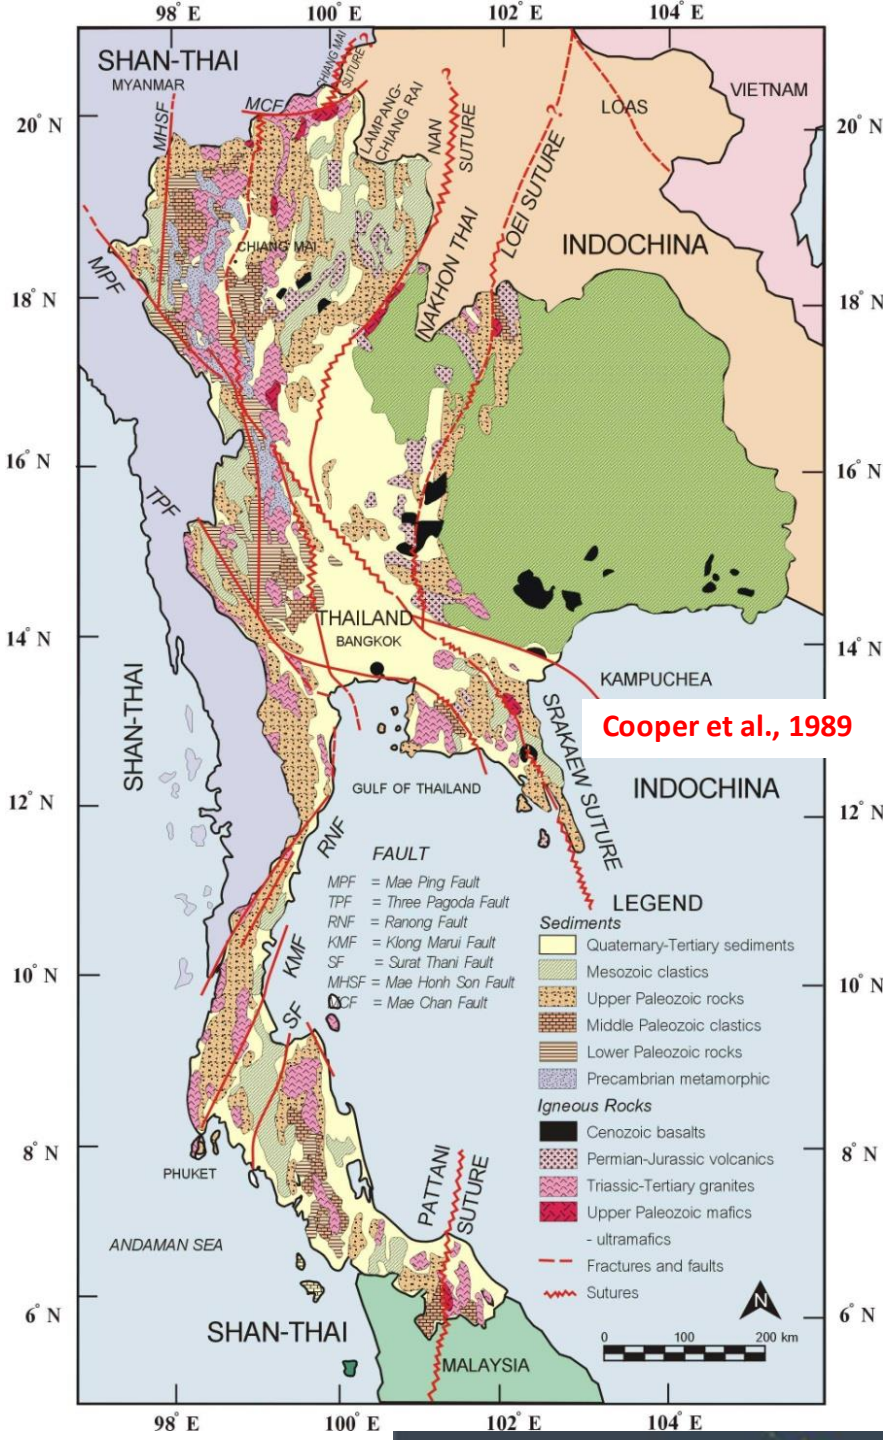 98° E 100° E 102° E 104° E
SHAN-THAI
MYANMAR
MHSF
MCF
CHIANG MAI
SUTURE
?
LAMPANG-
CHIANG RAI
NAN
SUTURE
?
LOEI SUTURE
?
LOAS
VIETNAM
20° N
20° N
NAKHON THAI
INDOCHINA
CHIANG MAI
MPF
18° N
18° N
16° N
16° N
TPF
THAILAND
BANGKOK
14° N
14° N
KAMPUCHEA
Cooper et al., 1989
SRAKAEW SUTURE
SHAN-THAI
GULF OF THAILAND
INDOCHINA
12° N
12° N
RNF
FAULT
MPF = Mae Ping Fault
TPF = Three Pagoda Fault
RNF = Ranong Fault
KMF = Klong Marui Fault
SF = Surat Thani Fault
MHSF = Mae Honh Son Fault
MCF = Mae Chan Fault
KMF
SF
10° N
10° N
LEGEND
Sediments
Quaternary-Tertiary sediments
Mesozoic clastics
Upper Paleozoic rocks
Middle Paleozoic clastics
Lower Paleozoic rocks
Precambrian metamorphic
Igneous Rocks
Cenozoic basalts
Permian-Jurassic volcanics
Triassic-Tertiary granites
Upper Paleozoic mafics
- ultramafics
Fractures and faults
Sutures
8° N
8° N
PHUKET
PATTANI
SUTURE
ANDAMAN SEA
6° N
6° N
SHAN-THAI
MALAYSIA
N
0 100 200 km
98° E 100° E 102° E 104° E